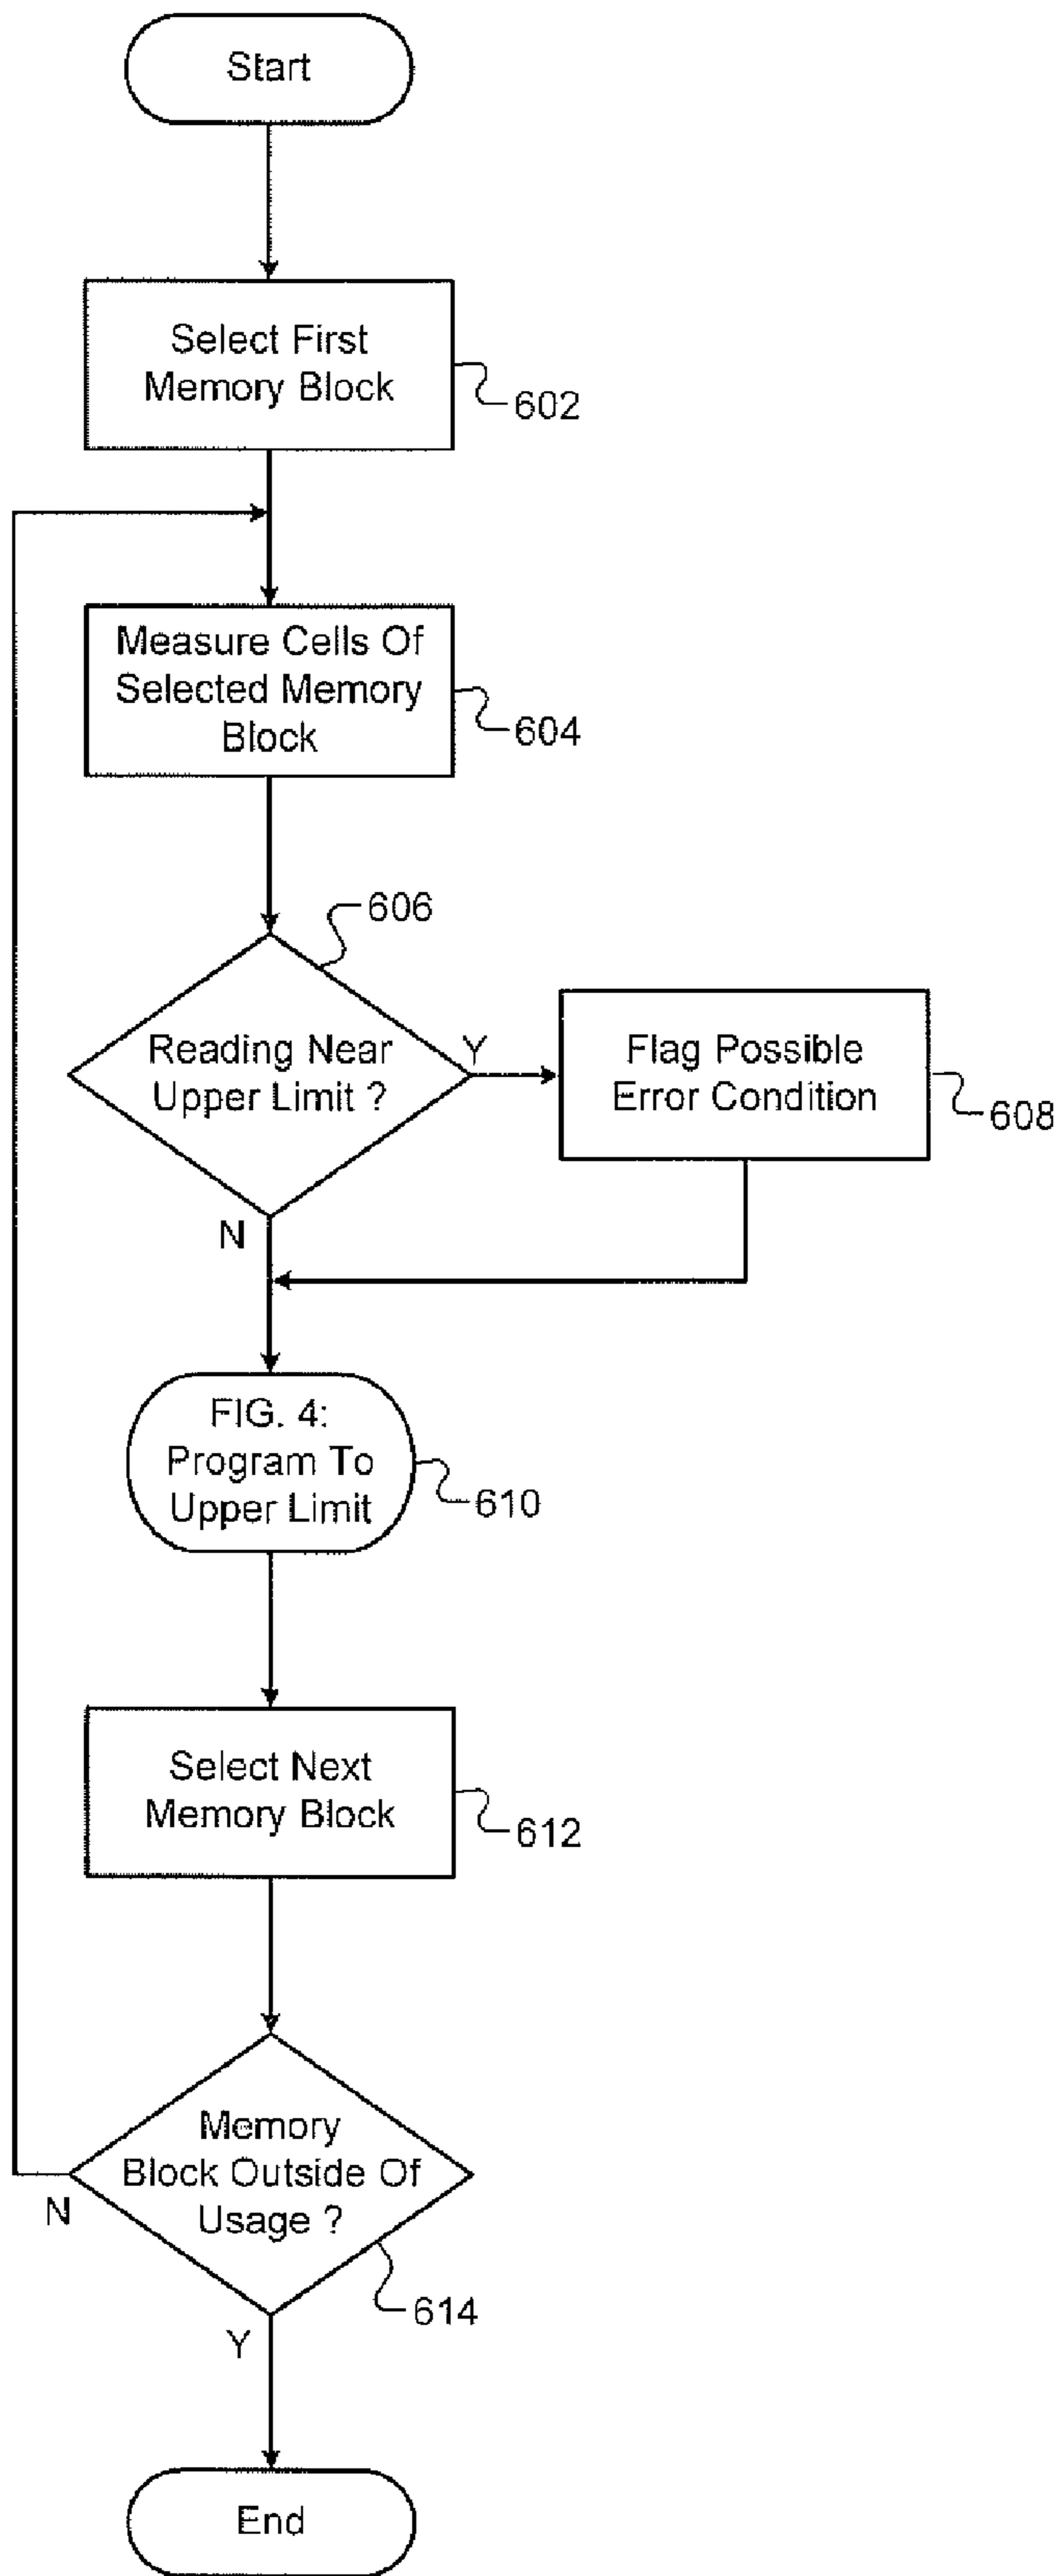 Start
Select First
Memory Block
602
Measure Cells Of
Selected Memory
Block
604
606
Reading Near
Upper Limit ?
Y
N
Flag Possible
Error Condition
608
FIG. 4:
Program To
Upper Limit
610
Select Next
Memory Block
612
Memory
Block Outside Of
Usage ?
N
614
Y
End